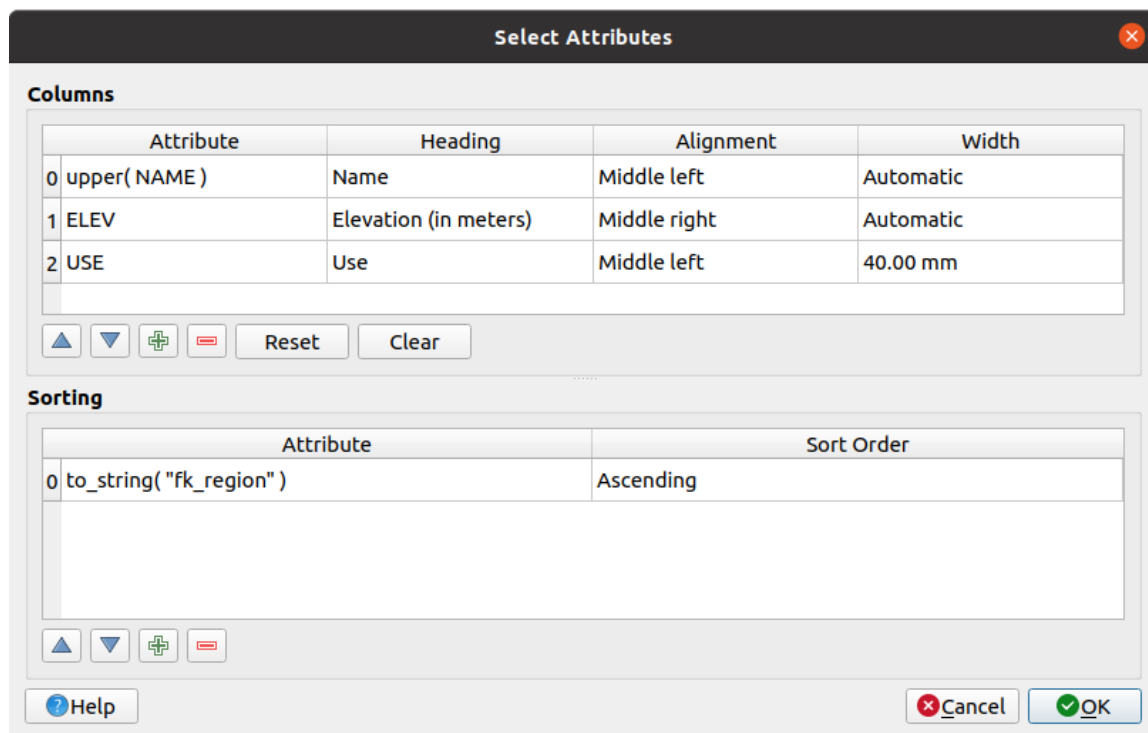 Select Attributes
Columns
Attribute Heading Alignment Width
0 upper( NAME ) Name Middle left Automatic
1 ELEV Elevation (in meters) Middle right Automatic
2 USE Use Middle left 40.00 mm
Reset Clear
Sorting
Attribute Sort Order
0 to_string( "fk_region" ) Ascending
Help Cancel OK